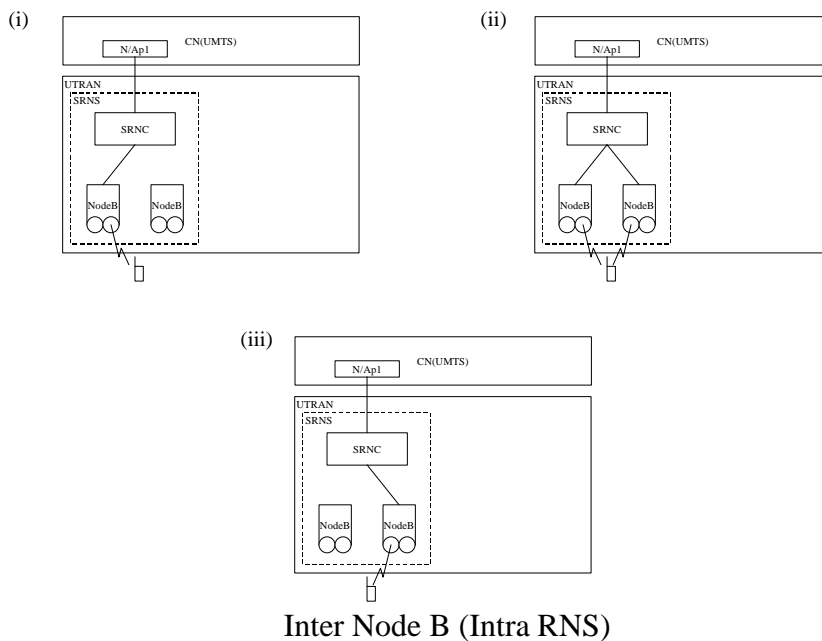 (i)
CN(UMTS)
N/Ap1
UTRAN
SRNS
SRNC
NodeB NodeB
(ii)
CN(UMTS)
N/Ap1
UTRAN
SRNS
SRNC
NodeB NodeB
(iii)
CN(UMTS)
N/Ap1
UTRAN
SRNS
SRNC
NodeB NodeB
Inter Node B (Intra RNS)